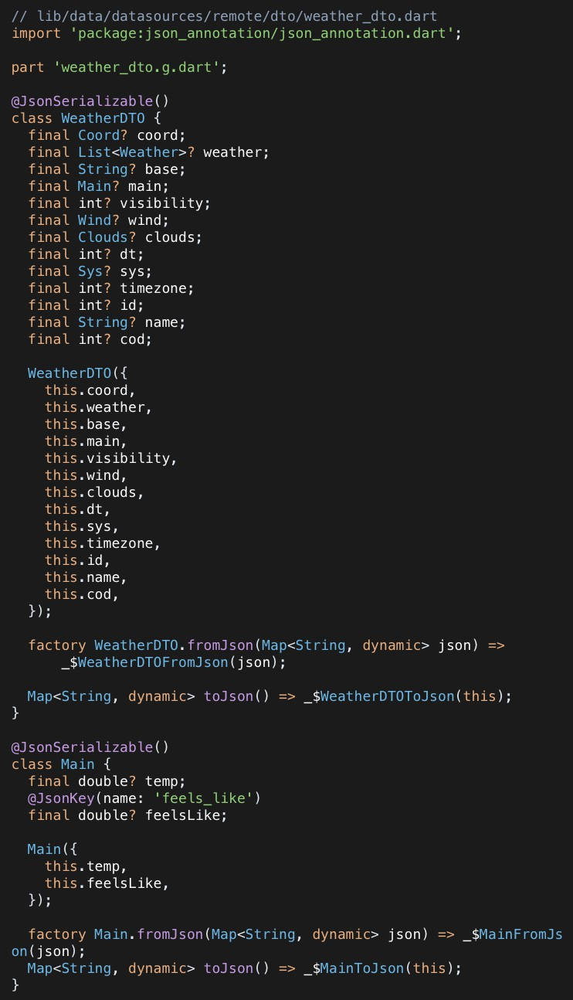 // lib/data/datasources/remote/dto/weather_dto.dart
import 'package:json_annotation/json_annotation.dart';

part 'weather_dto.g.dart';

@JsonSerializable()
class WeatherDTO {
  final Coord? coord;
  final List<Weather>? weather;
  final String? base;
  final Main? main;
  final int? visibility;
  final Wind? wind;
  final Clouds? clouds;
  final int? dt;
  final Sys? sys;
  final int? timezone;
  final int? id;
  final String? name;
  final int? cod;

  WeatherDTO({
    this.coord,
    this.weather,
    this.base,
    this.main,
    this.visibility,
    this.wind,
    this.clouds,
    this.dt,
    this.sys,
    this.timezone,
    this.id,
    this.name,
    this.cod,
  });

  factory WeatherDTO.fromJson(Map<String, dynamic> json) =>
      _$WeatherDTOFromJson(json);

  Map<String, dynamic> toJson() => _$WeatherDTOToJson(this);
}

@JsonSerializable()
class Main {
  final double? temp;
  @JsonKey(name: 'feels_like')
  final double? feelsLike;

  Main({
    this.temp,
    this.feelsLike,
  });

  factory Main.fromJson(Map<String, dynamic> json) => _$MainFromJs
on(json);
  Map<String, dynamic> toJson() => _$MainToJson(this);
}